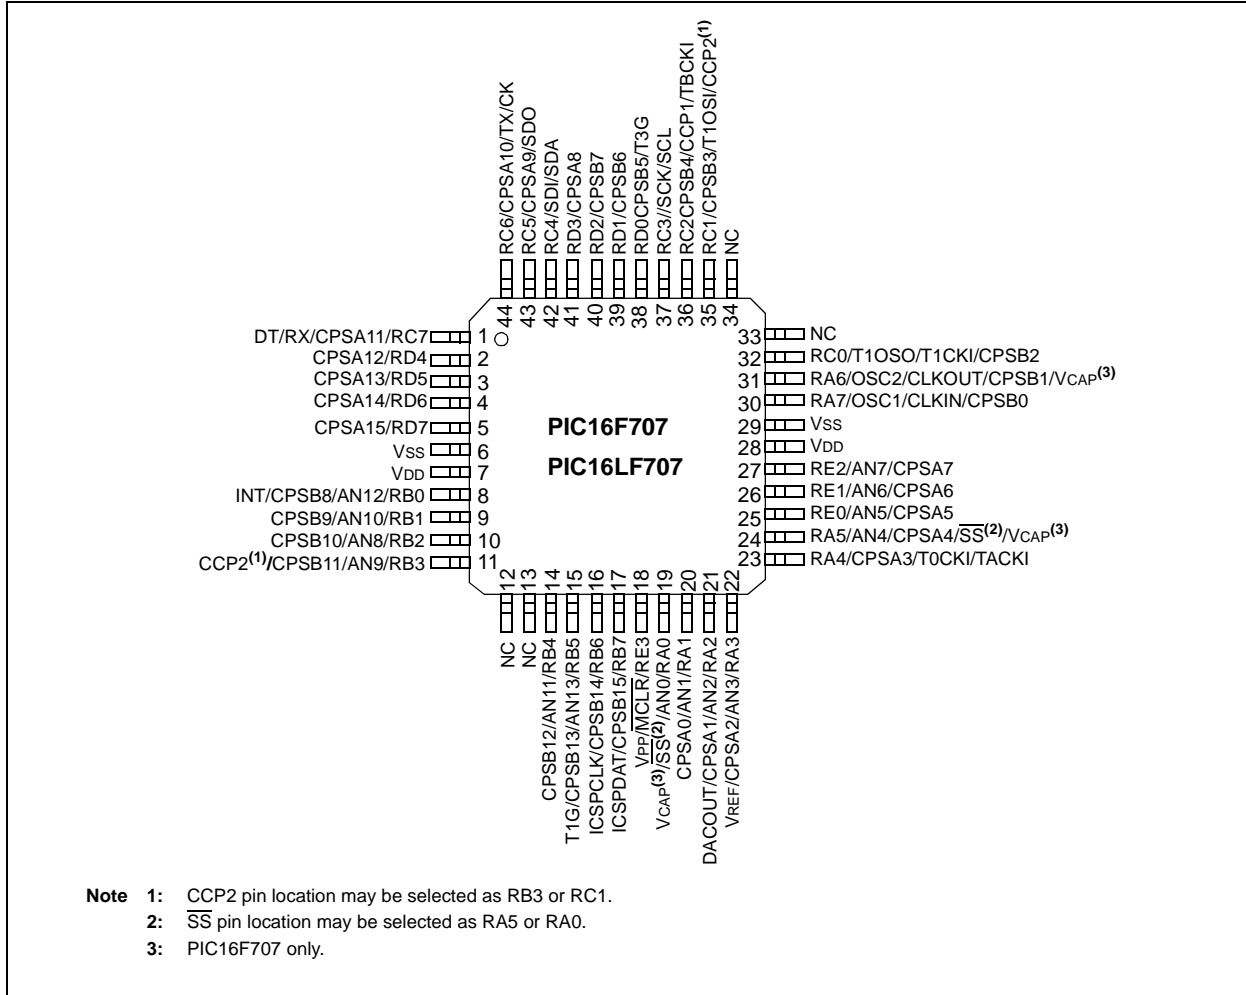 RC6/CPSA10/TX/CK
RC5/CPSA9/SDO
RC4/SDI/SDA
RD3/CPSA8
RD2/CPSB7
RD1/CPSB6
RD0CPSB5/T3G
RC3//SCK/SCL
RC2CPSB4/CCP1/TBCKI
RC1/CPSB3/T1OSI/CCP2(1)
NC
44
43
42
41
40
39
38
37
36
35
34
DT/RX/CPSA11/RC7 1
CPSA12/RD4 2
CPSA13/RD5 3
CPSA14/RD6 4
CPSA15/RD7 5
VSS 6
VDD 7
INT/CPSB8/AN12/RB0 8
CPSB9/AN10/RB1 9
CPSB10/AN8/RB2 10
CCP2(1)/CPSB11/AN9/RB3 11
PIC16F707
PIC16LF707
33 NC
32 RC0/T1OSO/T1CKI/CPSB2
31 RA6/OSC2/CLKOUT/CPSB1/VCAP(3)
30 RA7/OSC1/CLKIN/CPSB0
29 VSS
28 VDD
27 RE2/AN7/CPSA7
26 RE1/AN6/CPSA6
25 RE0/AN5/CPSA5
24 RA5/AN4/CPSA4/SS(2)/VCAP(3)
23 RA4/CPSA3/T0CKI/TACKI
12
13
14
15
16
17
18
19
20
21
22
NC
NC
CPSB12/AN11/RB4
T1G/CPSB13/AN13/RB5
ICSPCLK/CPSB14/RB6
ICSPDAT/CPSB15/RB7
VPP/MCLR/RE3
VCAP(3)/SS(2)/AN0/RA0
CPSA0/AN1/RA1
DACOUT/CPSA1/AN2/RA2
VREF/CPSA2/AN3/RA3
Note 1: CCP2 pin location may be selected as RB3 or RC1.
2: SS pin location may be selected as RA5 or RA0.
3: PIC16F707 only.